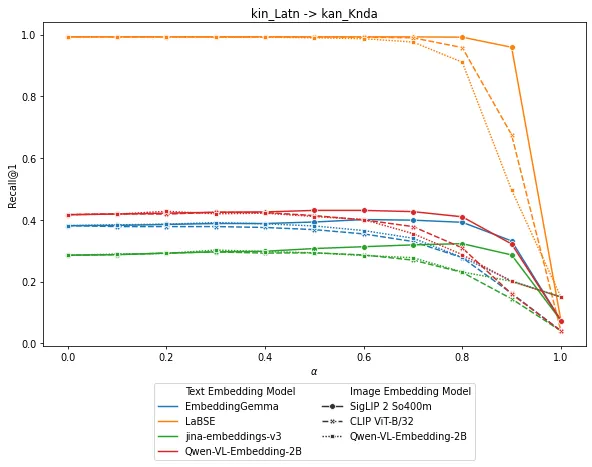 kin_Latn -> kan_Knda
Recall@1
1.0
0.8
0.6
0.4
0.2
0.0
0.0 0.2 0.4 0.6 0.8 1.0
α
Text Embedding Model
EmbeddingGemma
LaBSE
jina-embeddings-v3
Qwen-VL-Embedding-2B
Image Embedding Model
SigLIP 2 So400m
CLIP ViT-B/32
Qwen-VL-Embedding-2B